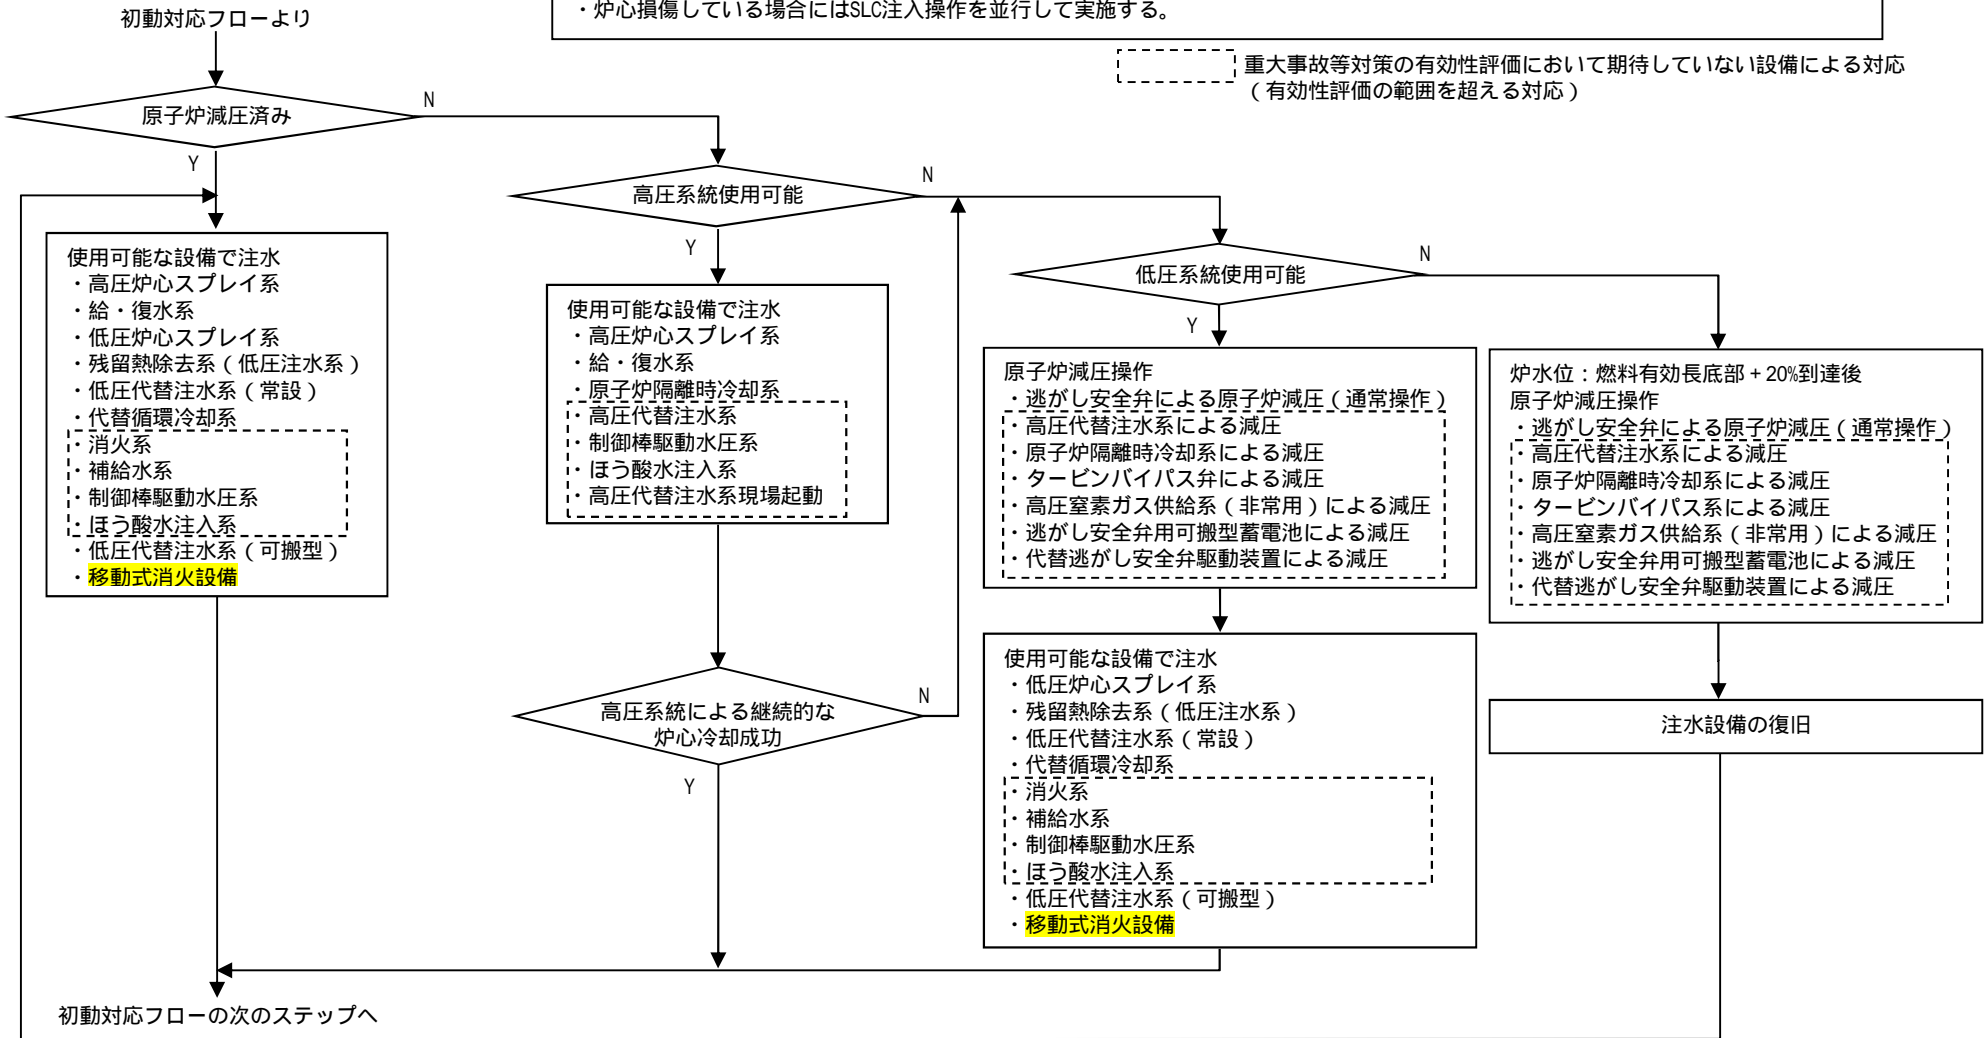 ・炉心損傷している場合にはSLC注入操作を並行して実施する。
初動対応フローより
重大事故等対策の有効性評価において期待していない設備による対応
（有効性評価の範囲を超える対応）
原子炉減圧済み
N
Y
高圧系統使用可能
N
Y
低圧系統使用可能
N
Y
使用可能な設備で注水
・高圧炉心スプレイ系
・給・復水系
・低圧炉心スプレイ系
・残留熱除去系（低圧注水系）
・低圧代替注水系（常設）
・代替循環冷却系
・消火系
・補給水系
・制御棒駆動水圧系
・ほう酸水注入系
・低圧代替注水系（可搬型）
・移動式消火設備
使用可能な設備で注水
・高圧炉心スプレイ系
・給・復水系
・原子炉隔離時冷却系
・高圧代替注水系
・制御棒駆動水圧系
・ほう酸水注入系
・高圧代替注水系現場起動
高圧系統による継続的な
炉心冷却成功
N
Y
原子炉減圧操作
・逃がし安全弁による原子炉減圧（通常操作）
・高圧代替注水系による減圧
・原子炉隔離時冷却系による減圧
・タービンバイパス弁による減圧
・高圧窒素ガス供給系（非常用）による減圧
・逃がし安全弁用可搬型蓄電池による減圧
・代替逃がし安全弁駆動装置による減圧
使用可能な設備で注水
・低圧炉心スプレイ系
・残留熱除去系（低圧注水系）
・低圧代替注水系（常設）
・代替循環冷却系
・消火系
・補給水系
・制御棒駆動水圧系
・ほう酸水注入系
・低圧代替注水系（可搬型）
・移動式消火設備
炉水位：燃料有効長底部＋20%到達後
原子炉減圧操作
・逃がし安全弁による原子炉減圧（通常操作）
・高圧代替注水系による減圧
・原子炉隔離時冷却系による減圧
・タービンバイパス系による減圧
・高圧窒素ガス供給系（非常用）による減圧
・逃がし安全弁用可搬型蓄電池による減圧
・代替逃がし安全弁駆動装置による減圧
注水設備の復旧
初動対応フローの次のステップへ